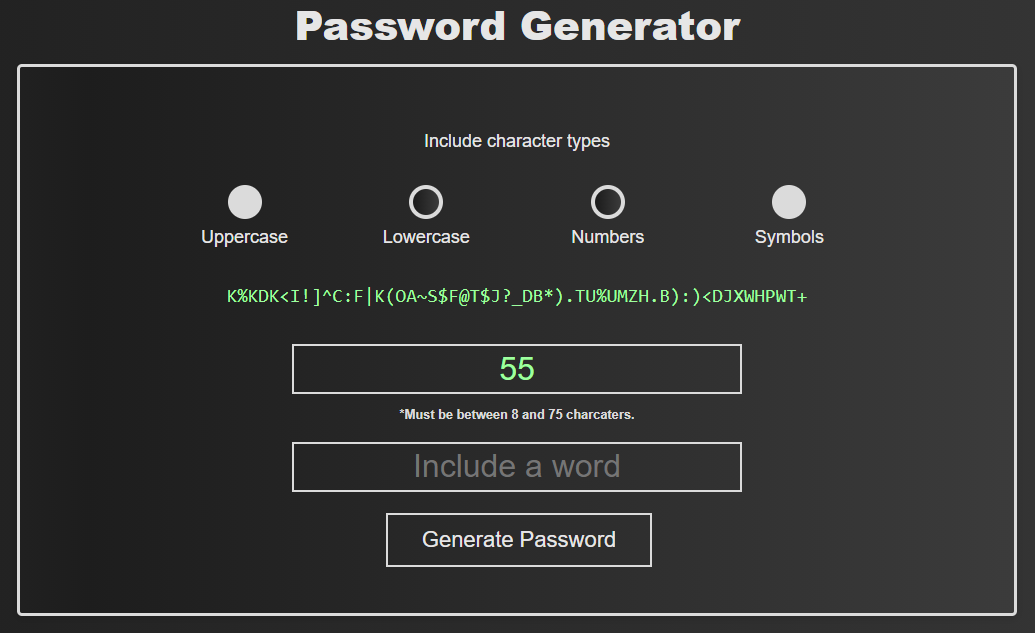 Password Generator
Include character types
Uppercase Lowercase Numbers Symbols
K%KDK<I!]^C:F|K(OA~S$F@T$J?_DB*).TU%UMZH.B):)<DJXWHPWT+
55
*Must be between 8 and 75 charcaters.
Include a word
Generate Password